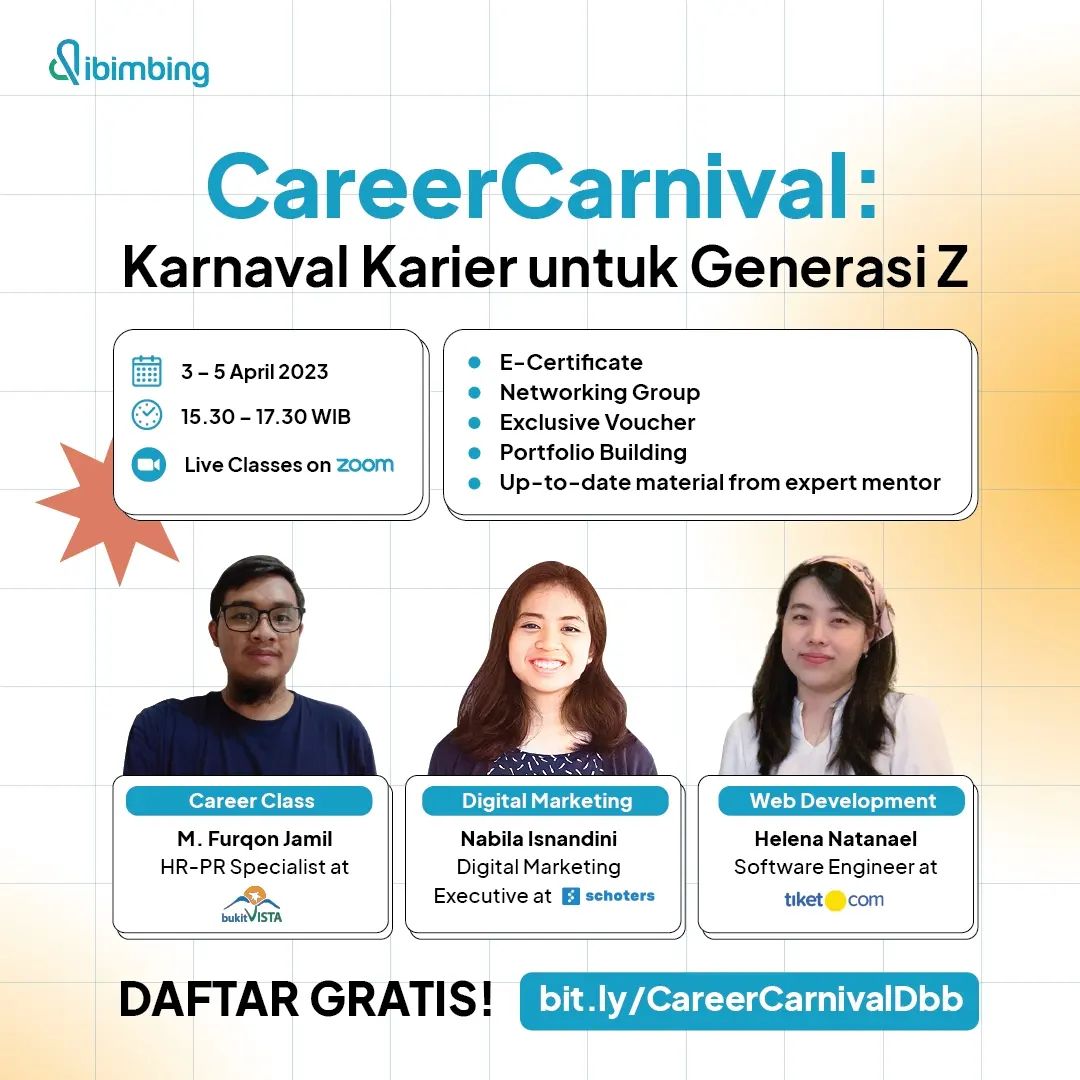 dibimbing
CareerCarnival:
Karnaval Karier untuk Generasi Z
3 – 5 April 2023
15.30 – 17.30 WIB
Live Classes on zoom
E-Certificate
Networking Group
Exclusive Voucher
Portfolio Building
Up-to-date material from expert mentor
Career Class
M. Furqon Jamil
HR-PR Specialist at
bukitVISTA
Digital Marketing
Nabila Isnandini
Digital Marketing
Executive at schoters
Web Development
Helena Natanael
Software Engineer at
tiket.com
DAFTAR GRATIS!
bit.ly/CareerCarnivalDbb